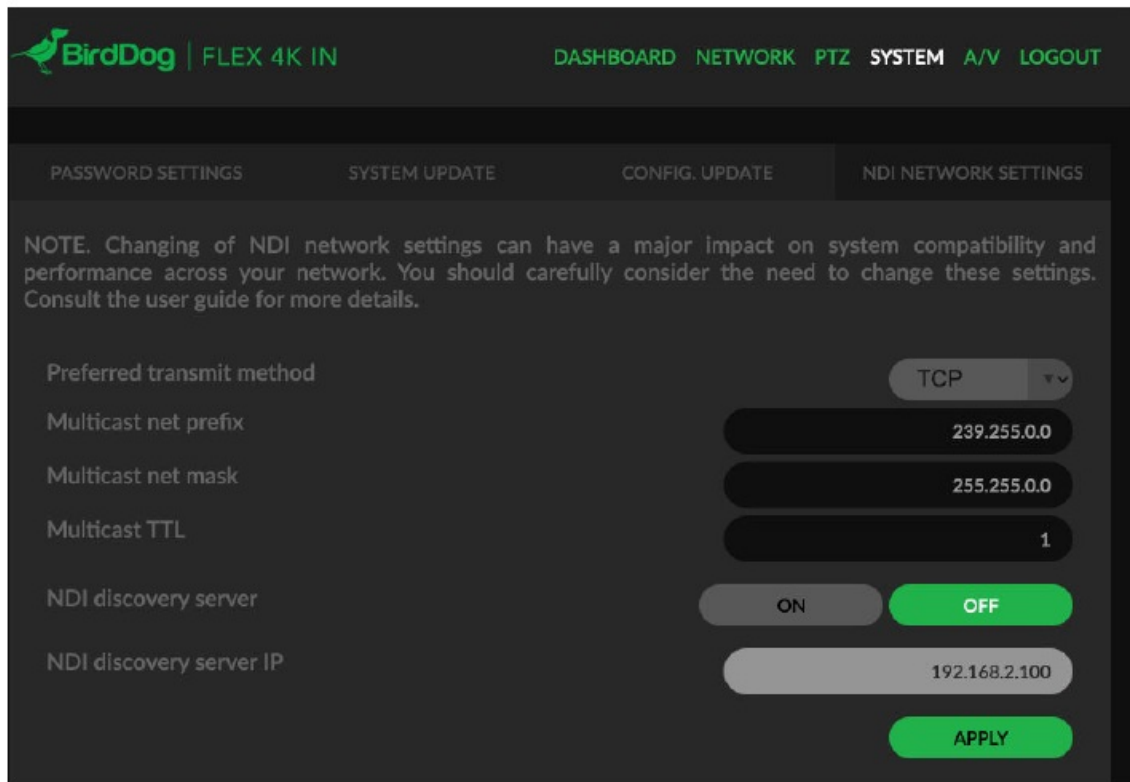 BirdDog | FLEX 4K IN
DASHBOARD NETWORK PTZ SYSTEM A/V LOGOUT
PASSWORD SETTINGS SYSTEM UPDATE CONFIG. UPDATE NDI NETWORK SETTINGS
NOTE. Changing of NDI network settings can have a major impact on system compatibility and
performance across your network. You should carefully consider the need to change these settings.
Consult the user guide for more details.
Preferred transmit method TCP
Multicast net prefix 239.255.0.0
Multicast net mask 255.255.0.0
Multicast TTL 1
NDI discovery server ON OFF
NDI discovery server IP 192.168.2.100
APPLY